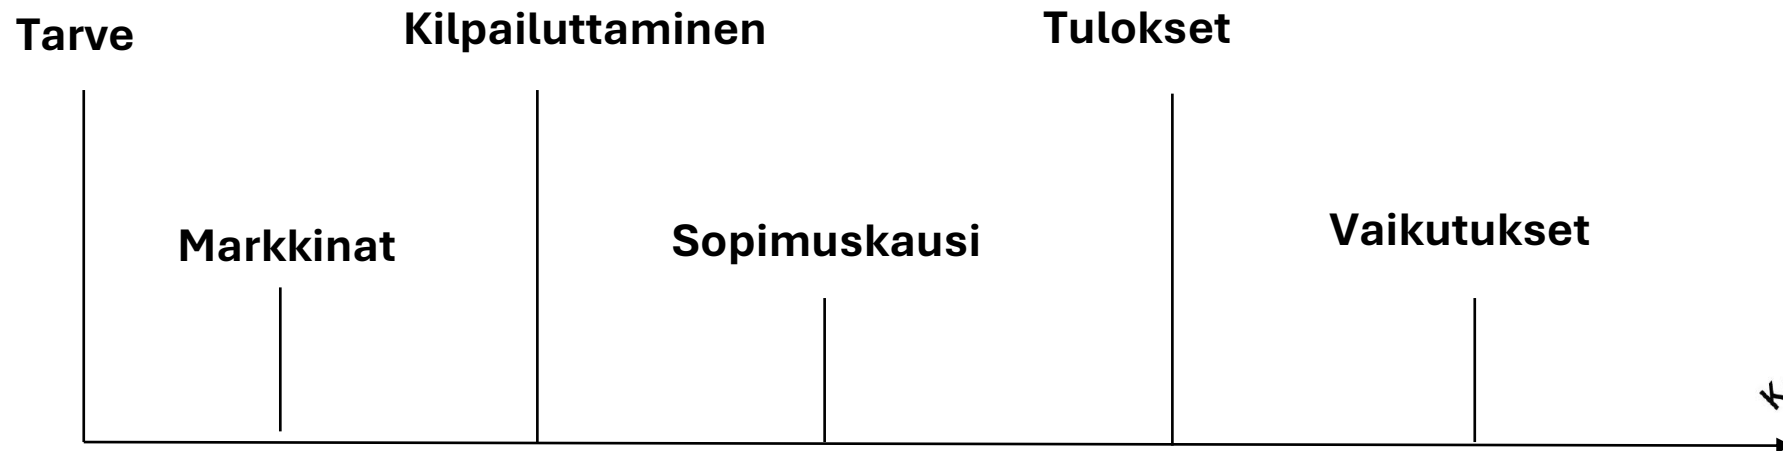 Tarve
Kilpailuttaminen
Tulokset
Markkinat
Sopimuskausi
Vaikutukset